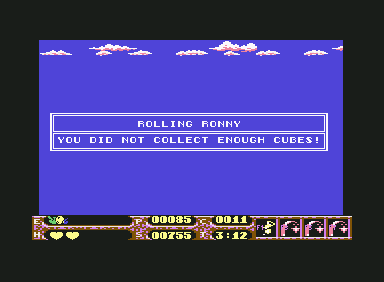 ROLLING RONNY
YOU DID NOT COLLECT ENOUGH CUBES!
E P 00085 C 0011
H S 00755 T 3:12